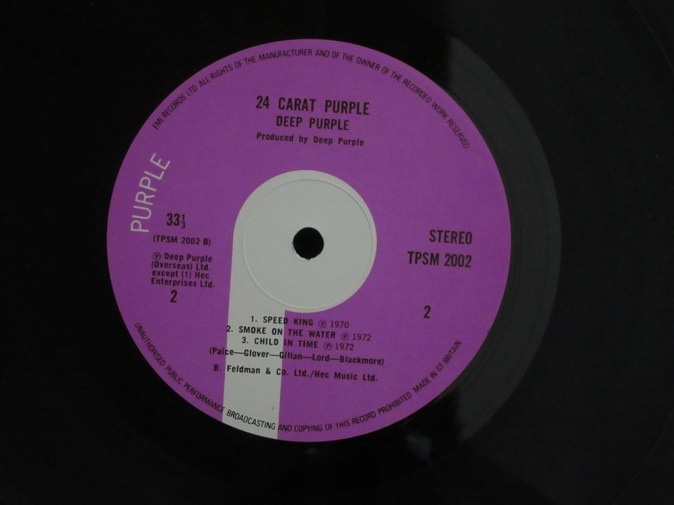 EMI RECORDS LTD ALL RIGHTS OF THE MANUFACTURER AND OF THE OWNER OF THE RECORDED WORK RESERVED.
24 CARAT PURPLE
DEEP PURPLE
Produced by Deep Purple
PURPLE
33⅓
(TPSM 2002 B)
℗ Deep Purple
(Overseas) Ltd.
except (1) Hec
Enterprises Ltd.
2
STEREO
TPSM 2002
2
1. SPEED KING ℗ 1970
2. SMOKE ON THE WATER ℗ 1972
3. CHILD IN TIME ℗ 1972
(Paice—Glover—Gillan—Lord—Blackmore)
B. Feldman & Co. Ltd./Hec Music Ltd.
UNAUTHORISED PUBLIC PERFORMANCE BROADCASTING AND COPYING OF THIS RECORD PROHIBITED. MADE IN GT. BRITAIN